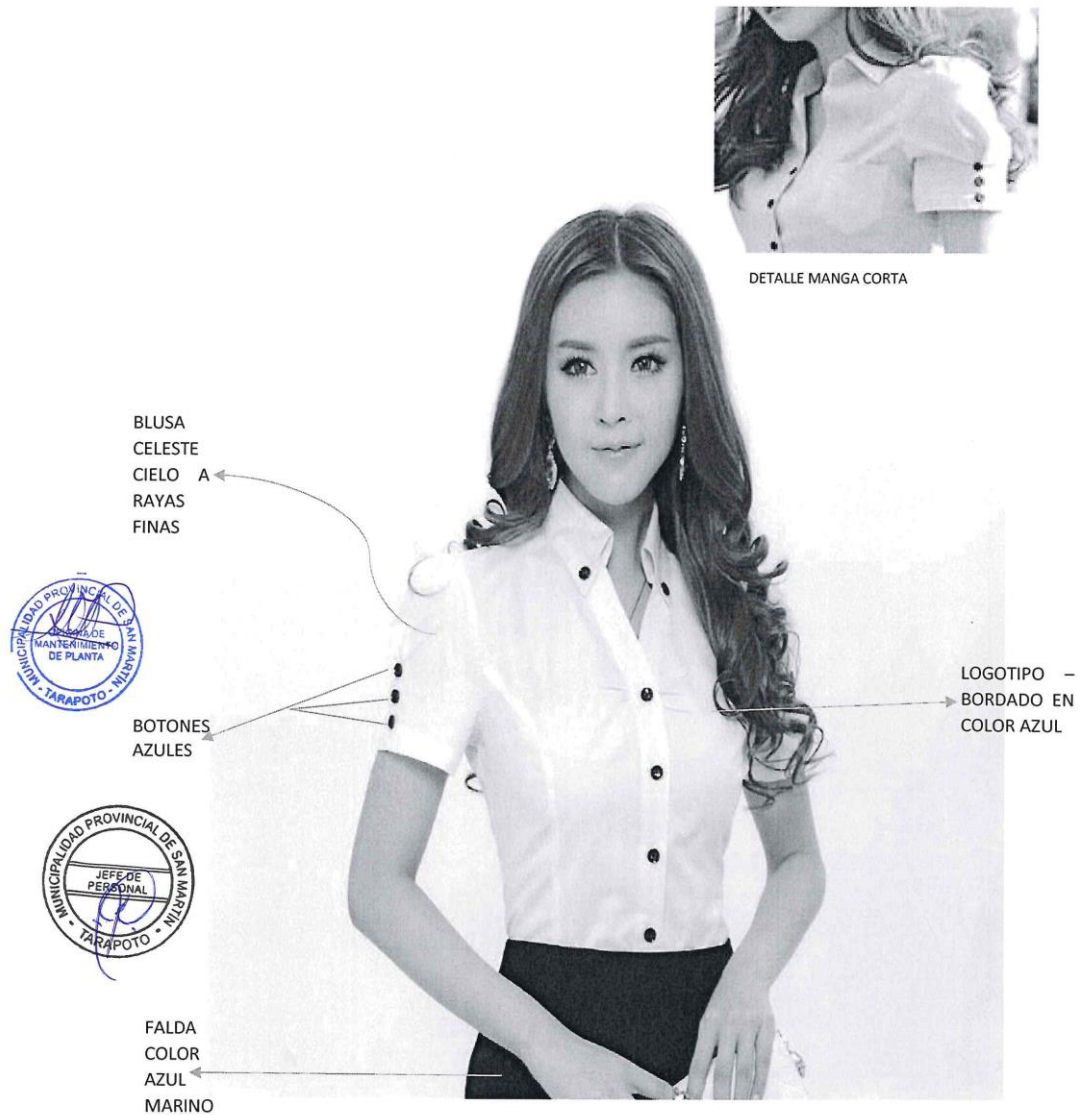 DETALLE MANGA CORTA
BLUSA
CELESTE
CIELO A
RAYAS
FINAS
MUNICIPALIDAD PROVINCIAL DE SAN MARTIN
MANTENIMIENTO
DE PLANTA
- TARAPOTO -
BOTONES
AZULES
LOGOTIPO –
BORDADO EN
COLOR AZUL
MUNICIPALIDAD PROVINCIAL DE SAN MARTIN
JEFE DE
PERSONAL
- TARAPOTO -
FALDA
COLOR
AZUL
MARINO